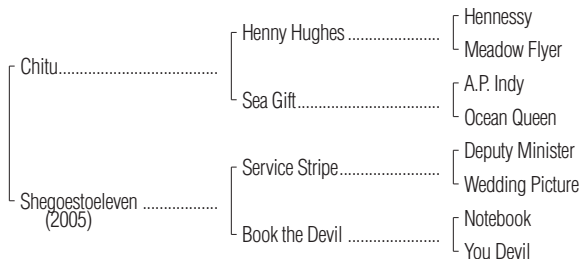 Hennessy
Henny Hughes ......................
Meadow Flyer
Chitu......................................
A.P. Indy
Sea Gift..................................
Ocean Queen
Deputy Minister
Service Stripe........................
Wedding Picture
Shegoestoeleven ..................
(2005)
Notebook
Book the Devil ......................
You Devil